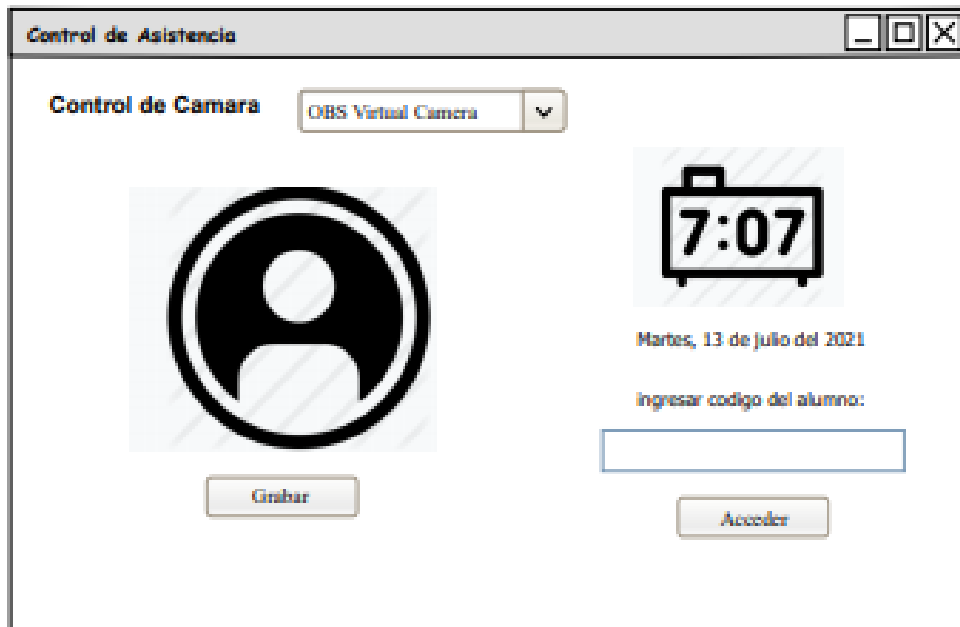 Control de Asistencia
Control de Camara
OBS Virtual Camera
7:07
Martes, 13 de julio del 2021
ingresar codigo del alumno:
Grabar
Acceder